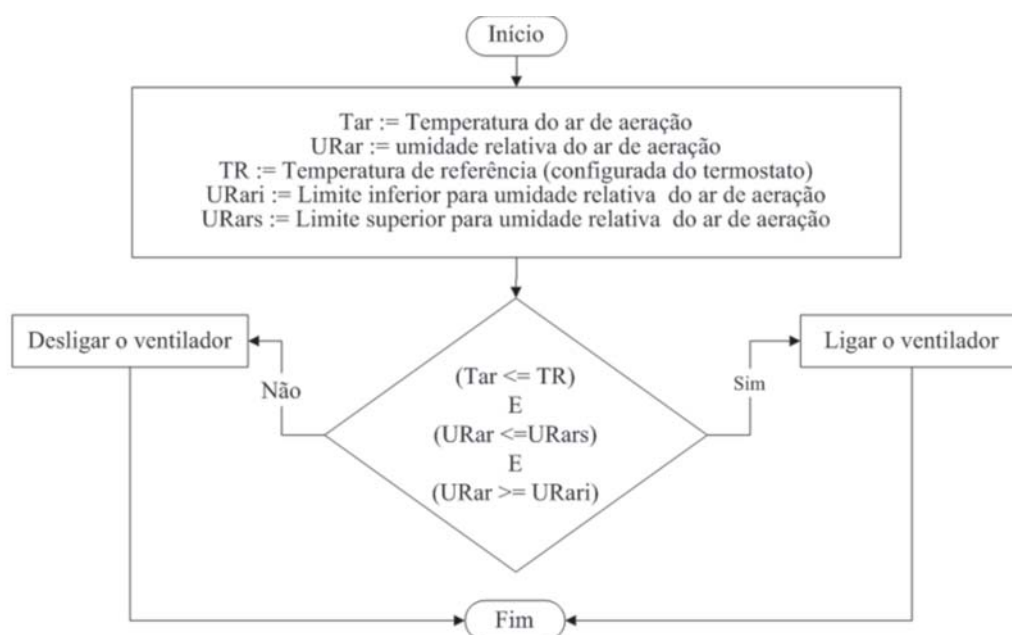 Início
Tar := Temperatura do ar de aeração
URar := umidade relativa do ar de aeração
TR := Temperatura de referência (configurada do termostato)
URari := Limite inferior para umidade relativa do ar de aeração
URars := Limite superior para umidade relativa do ar de aeração
Desligar o ventilador
Ligar o ventilador
Não
(Tar <= TR)
E
(URar <=URars)
E
(URar >= URari)
Sim
Fim